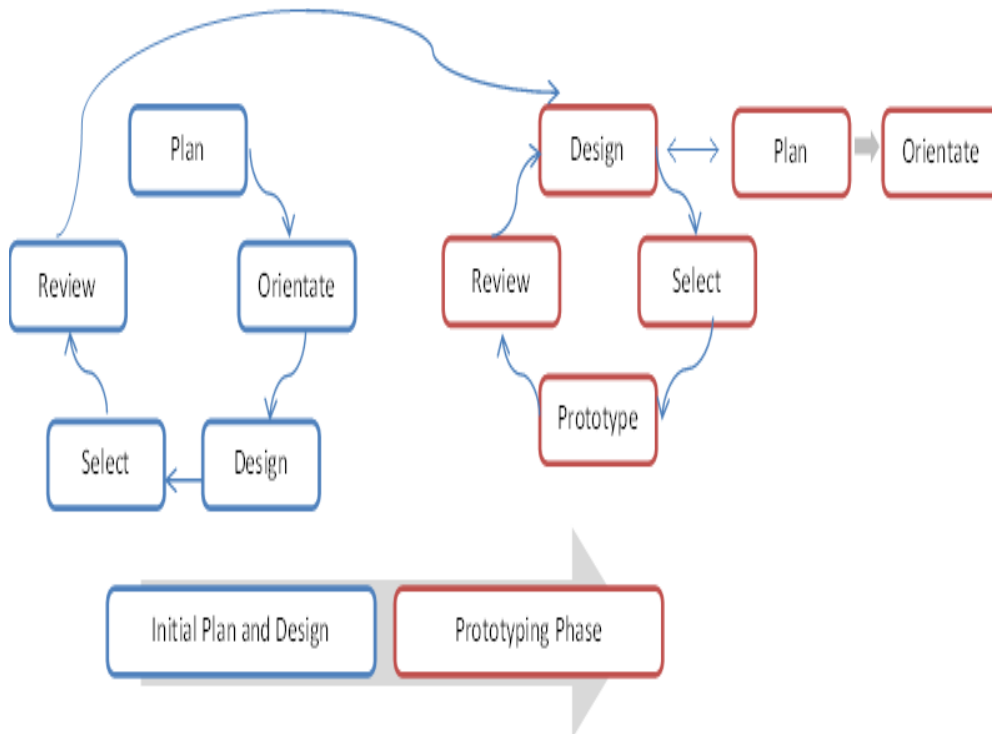 Plan
Orientate
Design
Select
Review
Design
Plan
Orientate
Select
Prototype
Review
Initial Plan and Design
Prototyping Phase